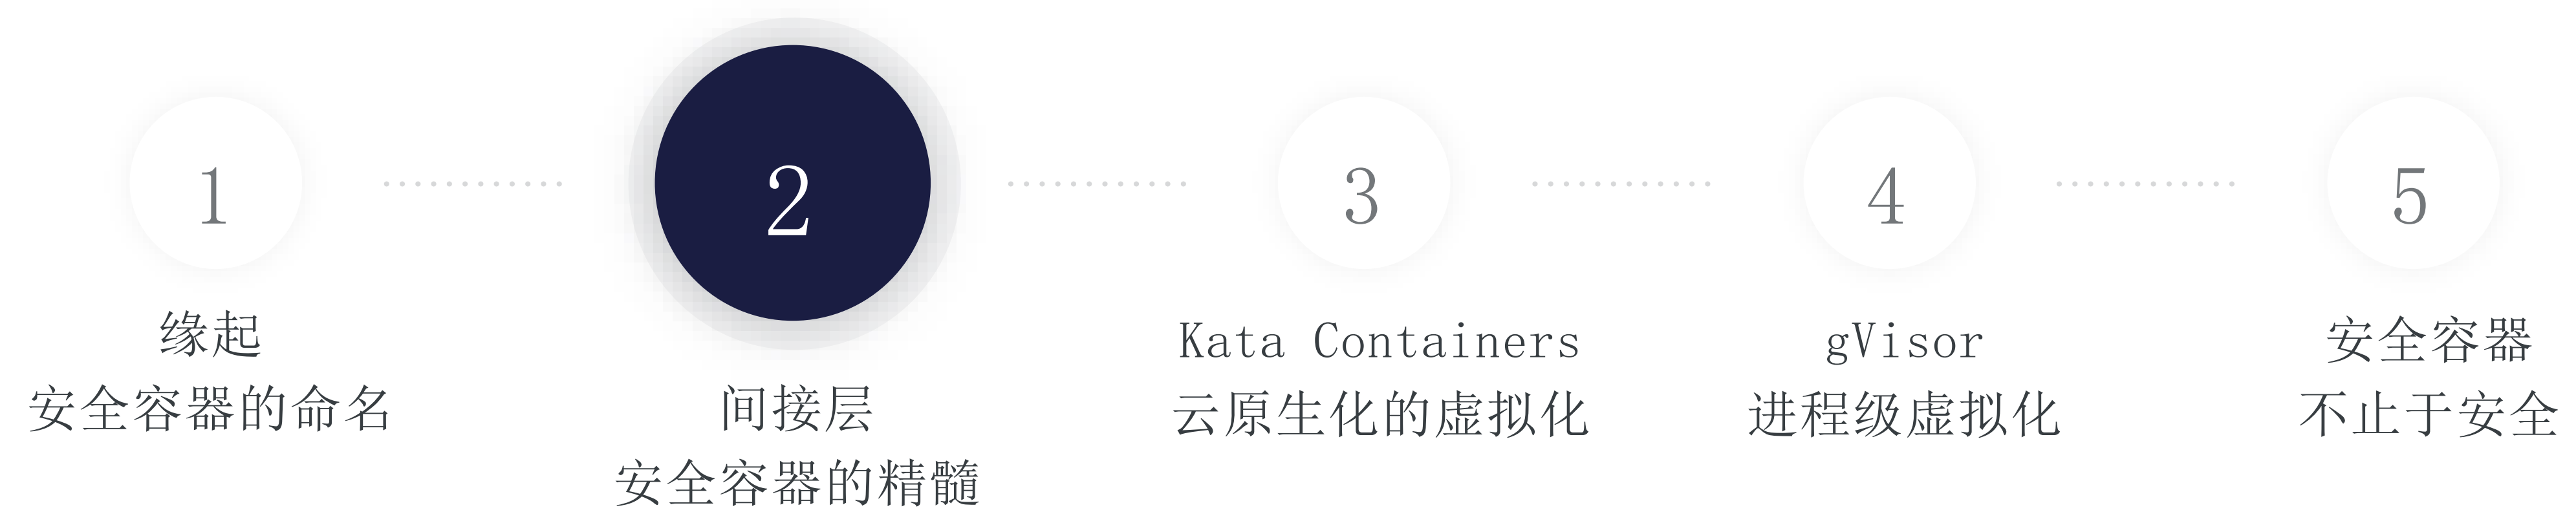 1
缘起
安全容器的命名
2
间接层
安全容器的精髓
3
Kata Containers
云原生化的虚拟化
4
gVisor
进程级虚拟化
5
安全容器
不止于安全